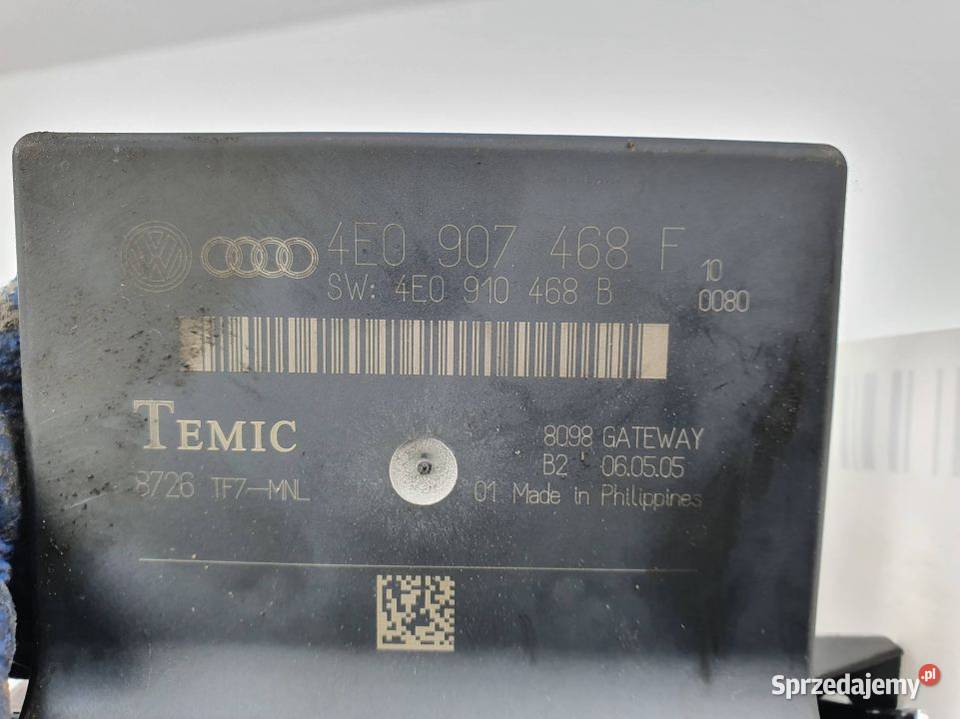 4E0 907 468 F
SW: 4E0 910 468 B
10
0080
TEMIC
8726 TF7-MNL
8098 GATEWAY
B2 06.05.05
01 Made in Philippines
Sprzedajemy.pl